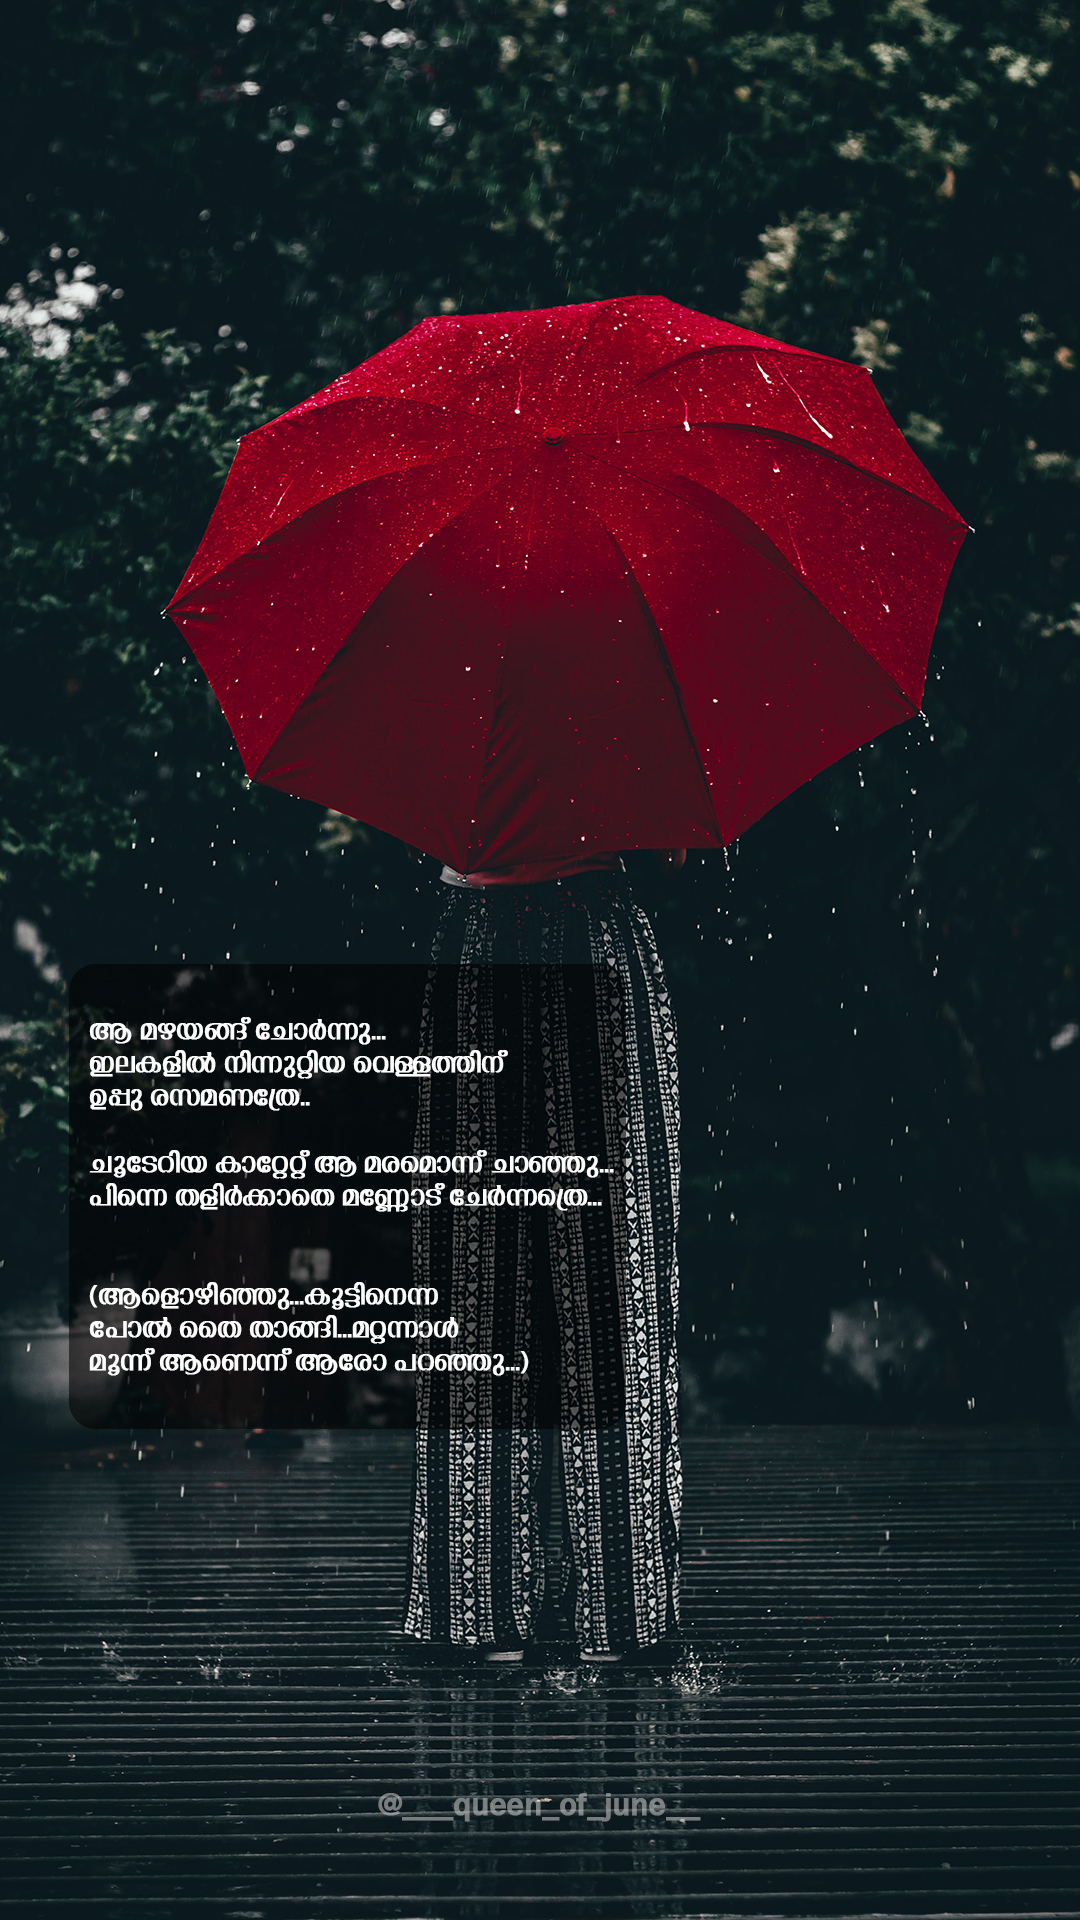 ആ മഴയങ്ങ് ചോർന്നു...
ഇലകളിൽ നിന്നുറ്റിയ വെള്ളത്തിന്
ഉപ്പു രസമണത്രേ..
ചൂടേറിയ കാറ്റേറ്റ് ആ മരമൊന്ന് ചാഞ്ഞു...
പിന്നെ തളിർക്കാതെ മണ്ണോട് ചേർന്നത്രെ...
(ആളൊഴിഞ്ഞു...കൂട്ടിനെന്ന
പോൽ തൈ താങ്ങി...മറ്റന്നാൾ
മൂന്ന് ആണെന്ന് ആരോ പറഞ്ഞു...)
@___queen_of_june__